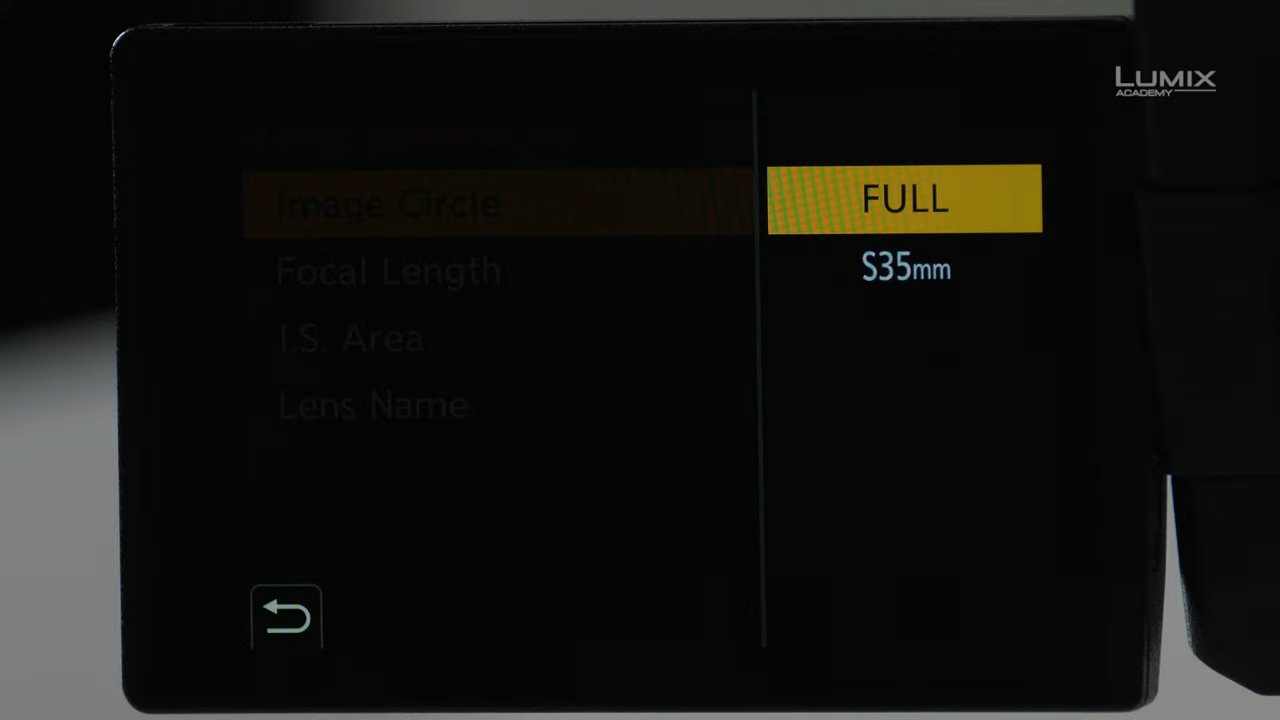 LUMIX
ACADEMY
Image Circle
FULL
S35mm
Focal Length
I.S. Area
Lens Name